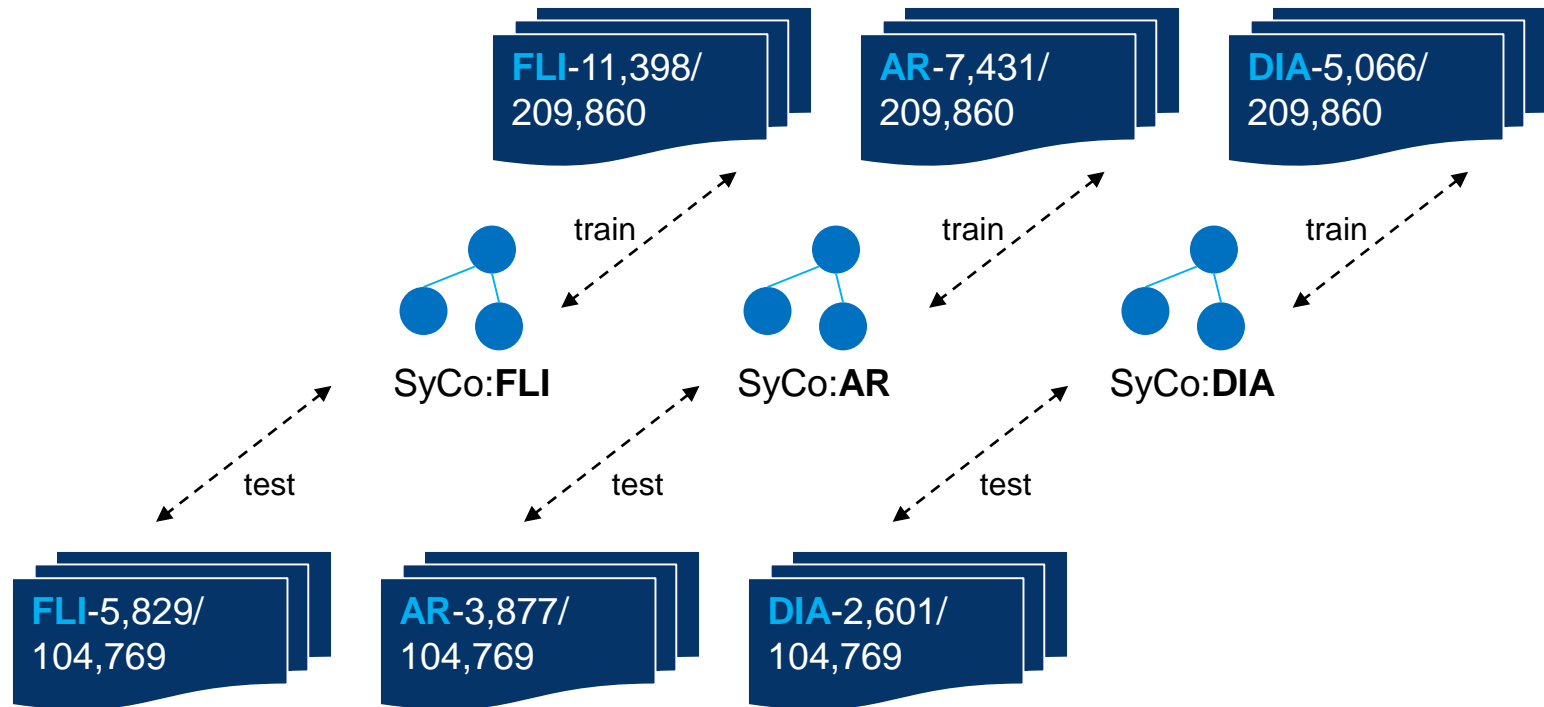 FLI-11,398/
209,860
AR-7,431/
209,860
DIA-5,066/
209,860
train
train
train
SyCo:FLI
SyCo:AR
SyCo:DIA
test
test
test
FLI-5,829/
104,769
AR-3,877/
104,769
DIA-2,601/
104,769